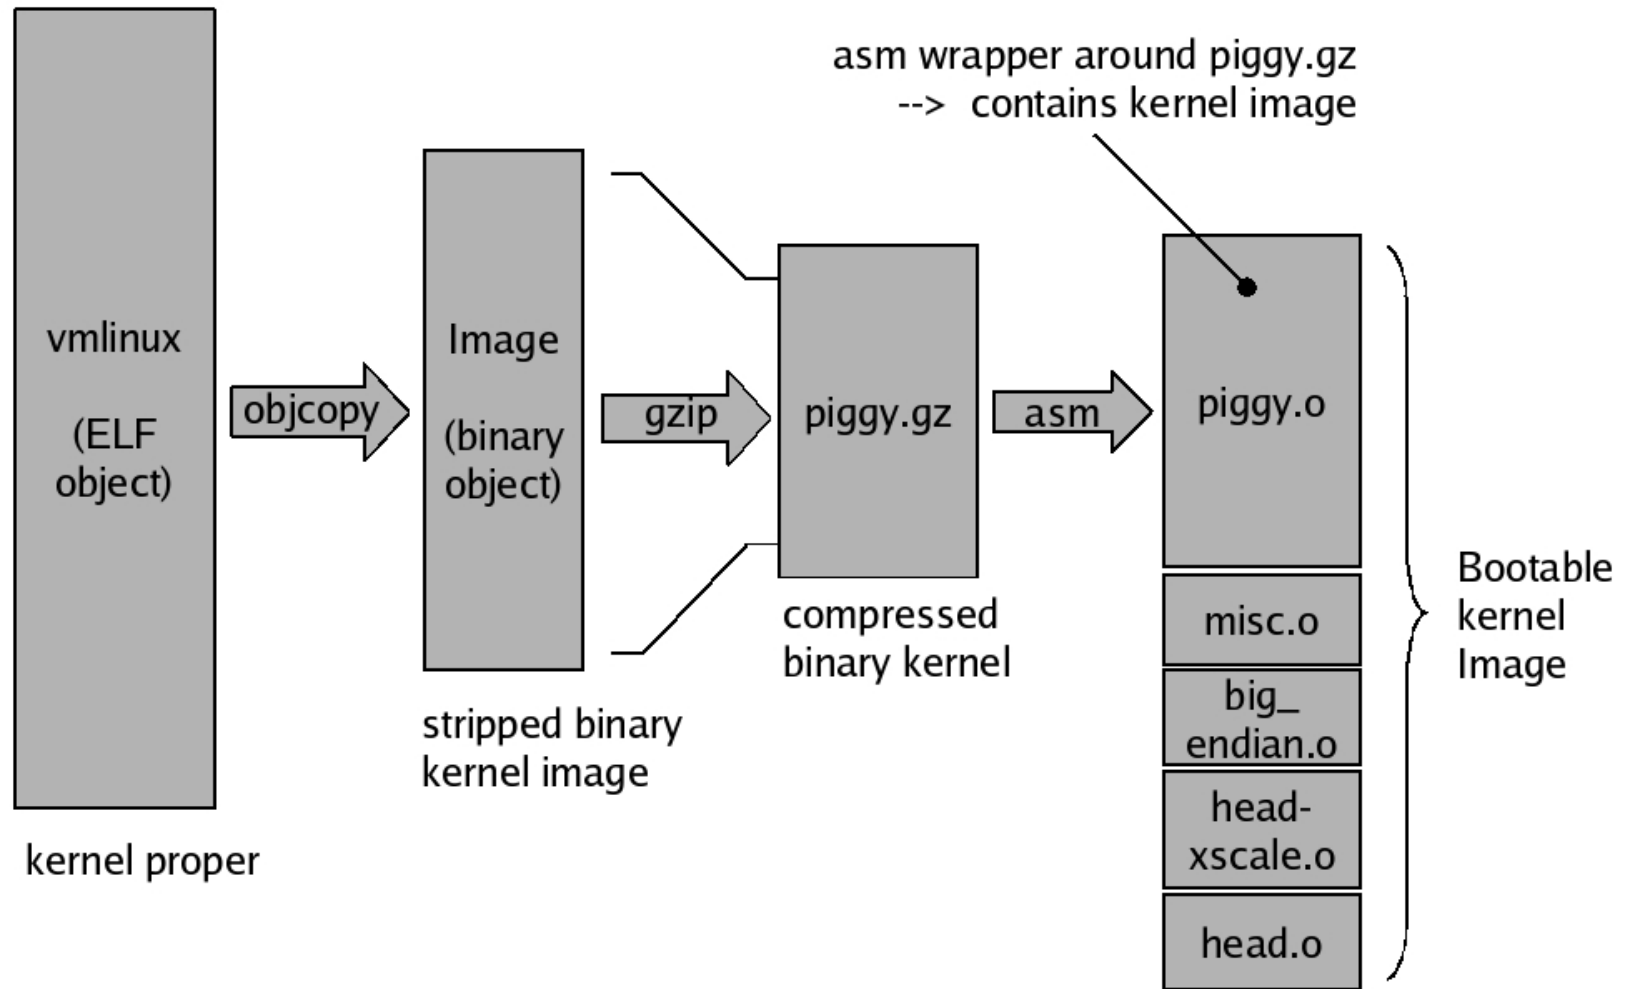 asm wrapper around piggy.gz
--> contains kernel image
vmlinux
(ELF
object)
objcopy
Image
(binary
object)
gzip
piggy.gz
asm
piggy.o
misc.o
big_
endian.o
head-
xscale.o
head.o
Bootable
kernel
Image
compressed
binary kernel
stripped binary
kernel image
kernel proper